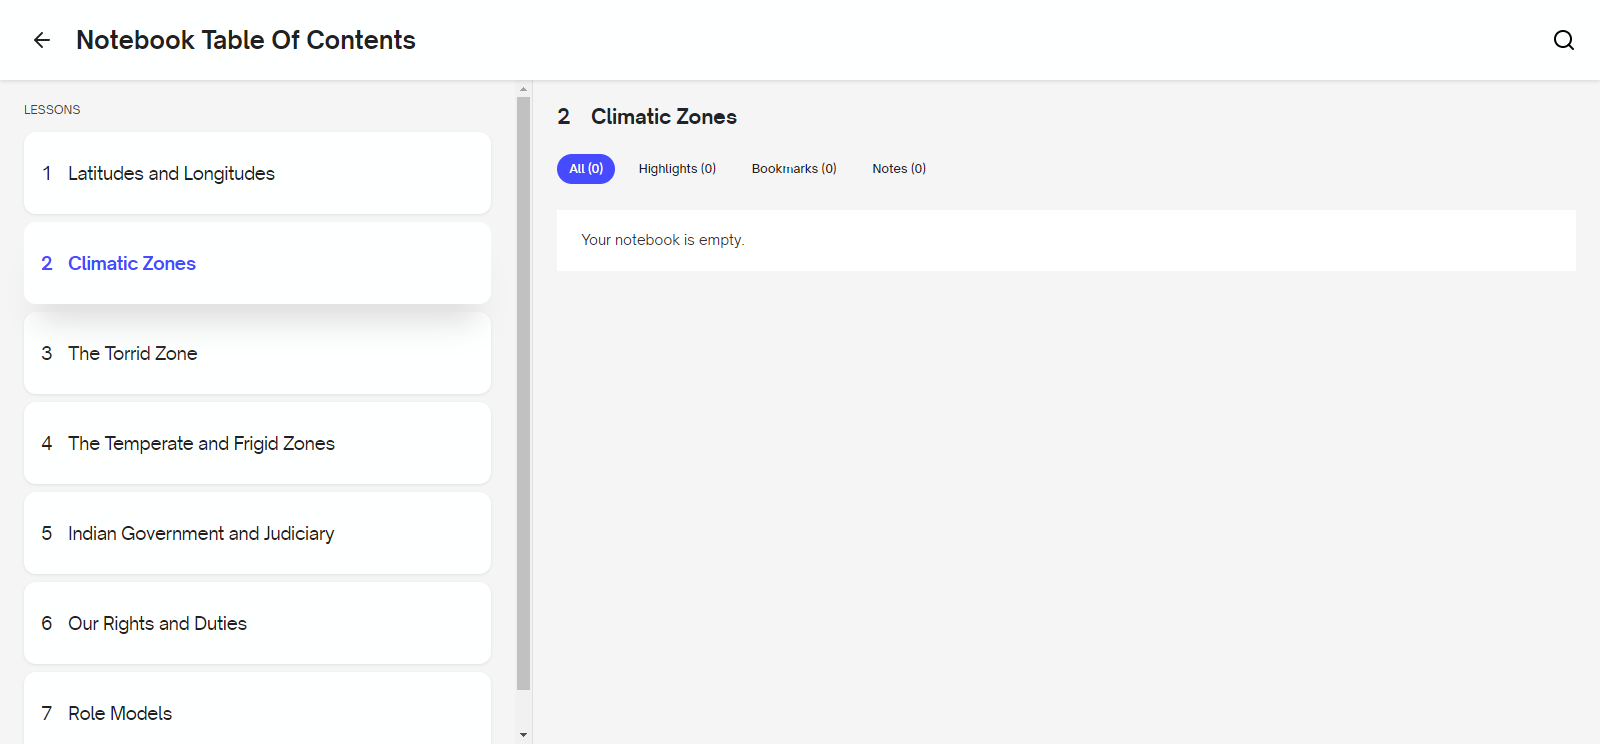 Notebook Table Of Contents
LESSONS
1 Latitudes and Longitudes
2 Climatic Zones
3 The Torrid Zone
4 The Temperate and Frigid Zones
5 Indian Government and Judiciary
6 Our Rights and Duties
7 Role Models
2 Climatic Zones
All (0) Highlights (0) Bookmarks (0) Notes (0)
Your notebook is empty.